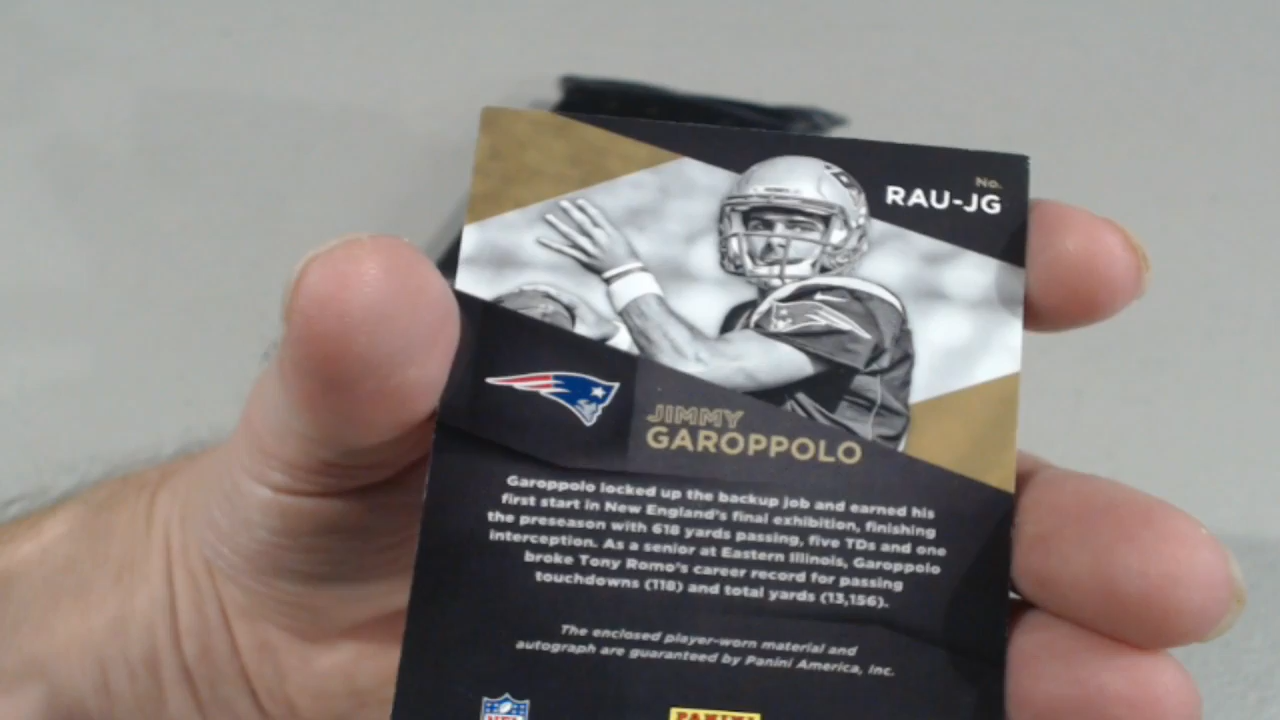 No.
RAU-JG
JIMMY
GAROPPOLO
Garoppolo locked up the backup job and earned his
first start in New England's final exhibition, finishing
the preseason with 618 yards passing, five TDs and one
interception. As a senior at Eastern Illinois, Garoppolo
broke Tony Romo's career record for passing
touchdowns (118) and total yards (13,156).
The enclosed player-worn material and
autograph are guaranteed by Panini America, Inc.
NFL
PANINI